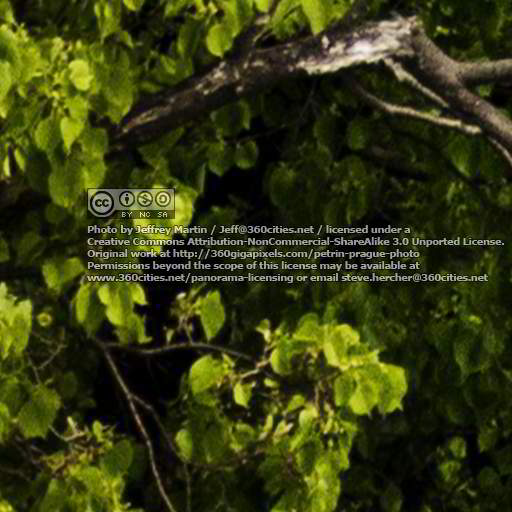 cc
BY NC SA
Photo by Jeffrey Martin / Jeff@360cities.net / licensed under a
Creative Commons Attribution-NonCommercial-ShareAlike 3.0 Unported License.
Original work at http://360gigapixels.com/petrin-prague-photo
Permissions beyond the scope of this license may be available at
www.360cities.net/panorama-licensing or email steve.hercher@360cities.net